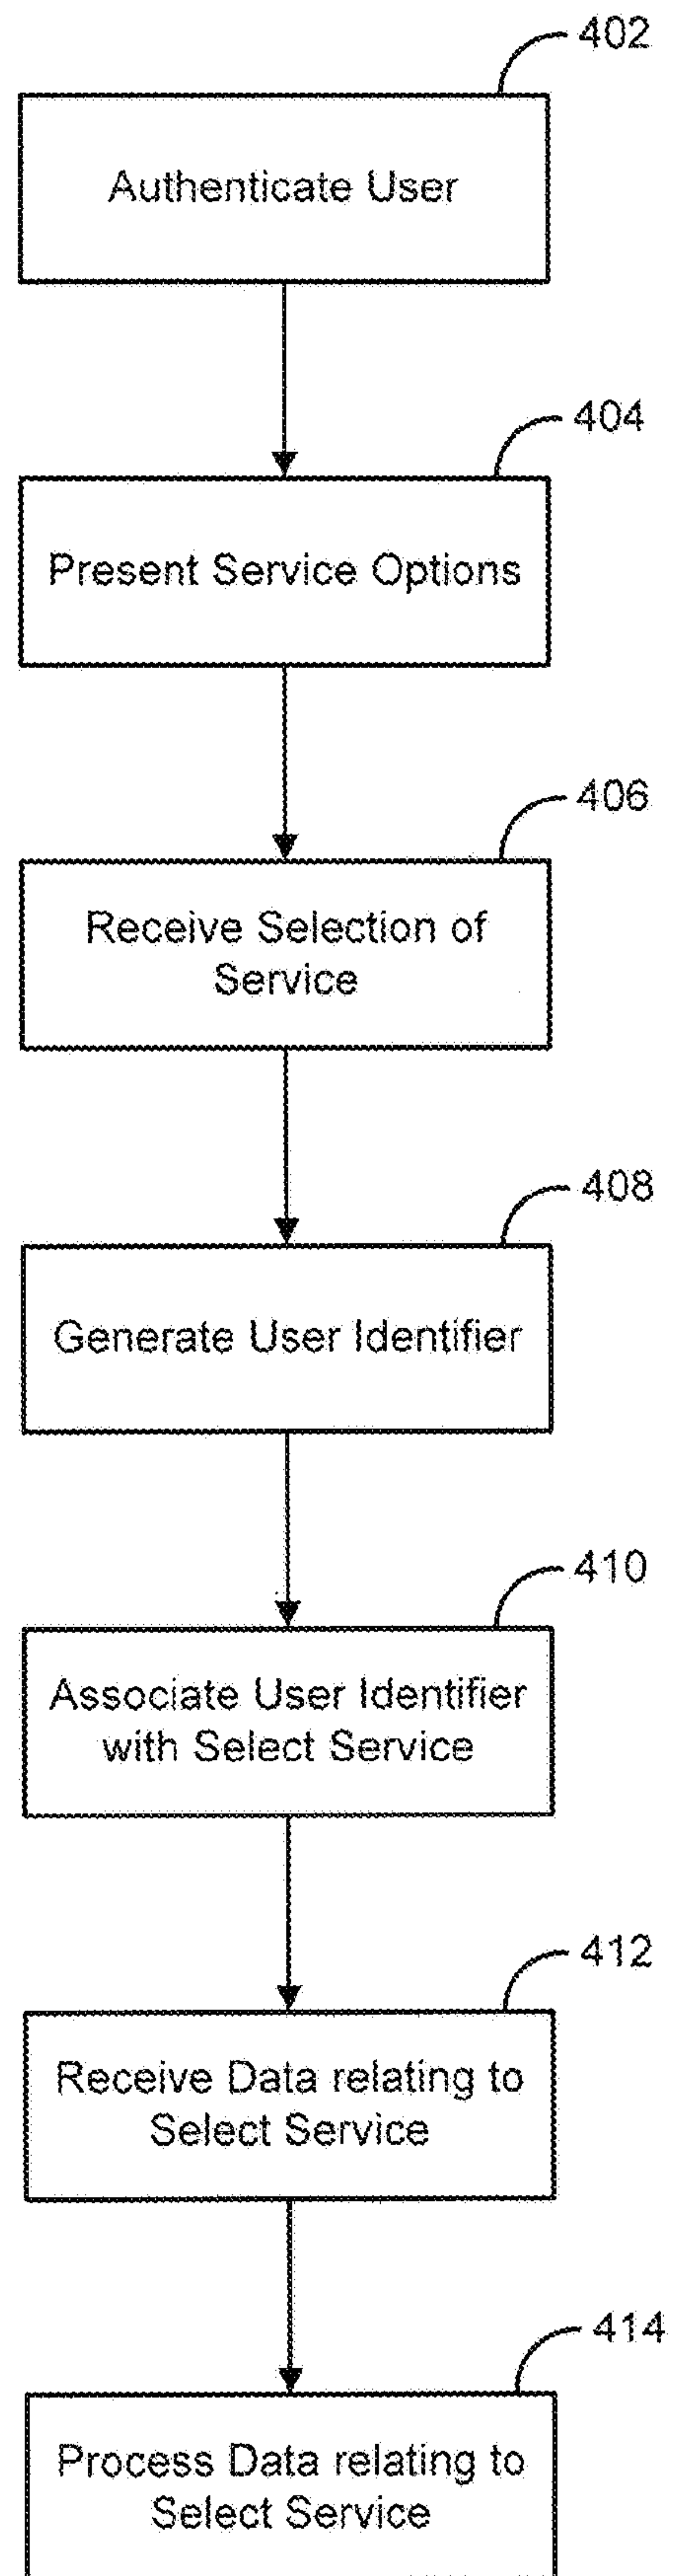 402
Authenticate User
404
Present Service Options
406
Receive Selection of
Service
408
Generate User Identifier
410
Associate User Identifier
with Select Service
412
Receive Data relating to
Select Service
414
Process Data relating to
Select Service